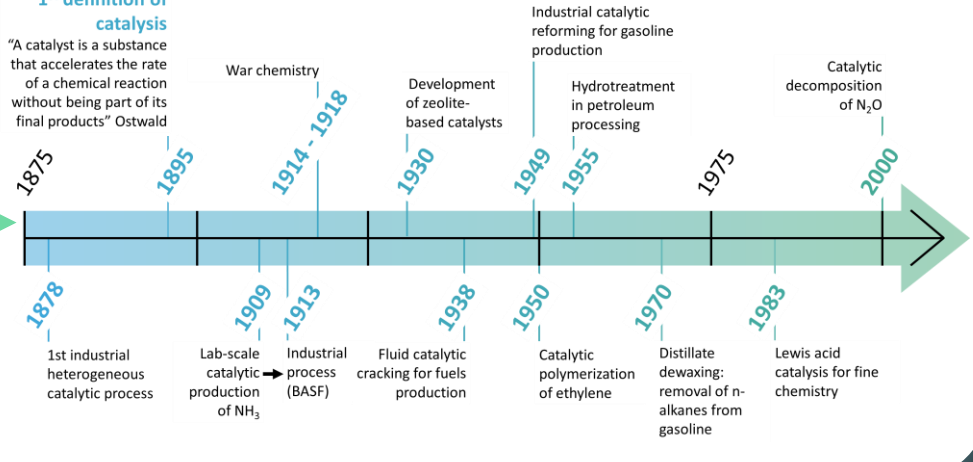 1st definition of
catalysis
“A catalyst is a substance
that accelerates the rate
of a chemical reaction
without being part of its
final products” Ostwald
War chemistry
Development
of zeolite-
based catalysts
Industrial catalytic
reforming for gasoline
production
Hydrotreatment
in petroleum
processing
Catalytic
decomposition
of N2O
1875
1895
1914 - 1918
1930
1949
1955
1975
2000
1878
1909
1913
1938
1950
1970
1983
1st industrial
heterogeneous
catalytic process
Lab-scale
catalytic
production
of NH3
Industrial
process
(BASF)
Fluid catalytic
cracking for fuels
production
Catalytic
polymerization
of ethylene
Distillate
dewaxing:
removal of n-
alkanes from
gasoline
Lewis acid
catalysis for fine
chemistry